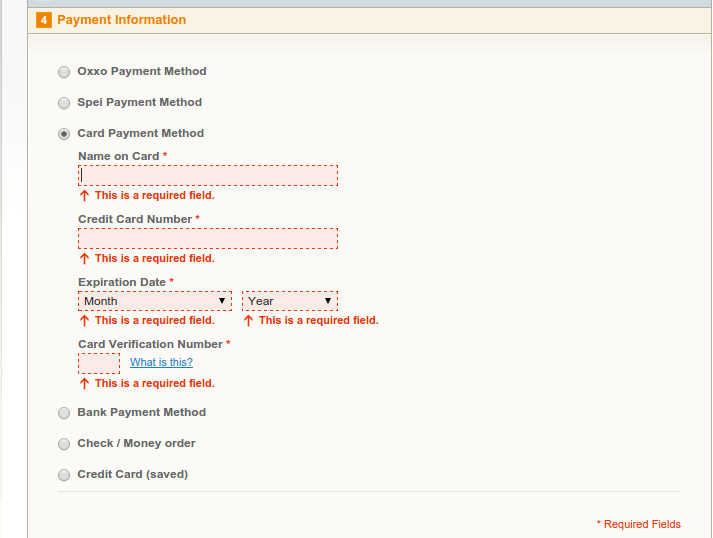 4 Payment Information
Oxxo Payment Method
Spei Payment Method
Card Payment Method
Name on Card *
This is a required field.
Credit Card Number *
This is a required field.
Expiration Date *
Month Year
This is a required field. This is a required field.
Card Verification Number *
What is this?
This is a required field.
Bank Payment Method
Check / Money order
Credit Card (saved)
* Required Fields